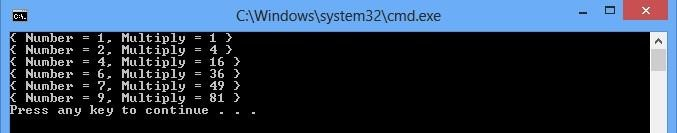 C:\Windows\system32\cmd.exe
{ Number = 1, Multiply = 1 }
{ Number = 2, Multiply = 4 }
{ Number = 4, Multiply = 16 }
{ Number = 6, Multiply = 36 }
{ Number = 7, Multiply = 49 }
{ Number = 9, Multiply = 81 }
Press any key to continue . . .